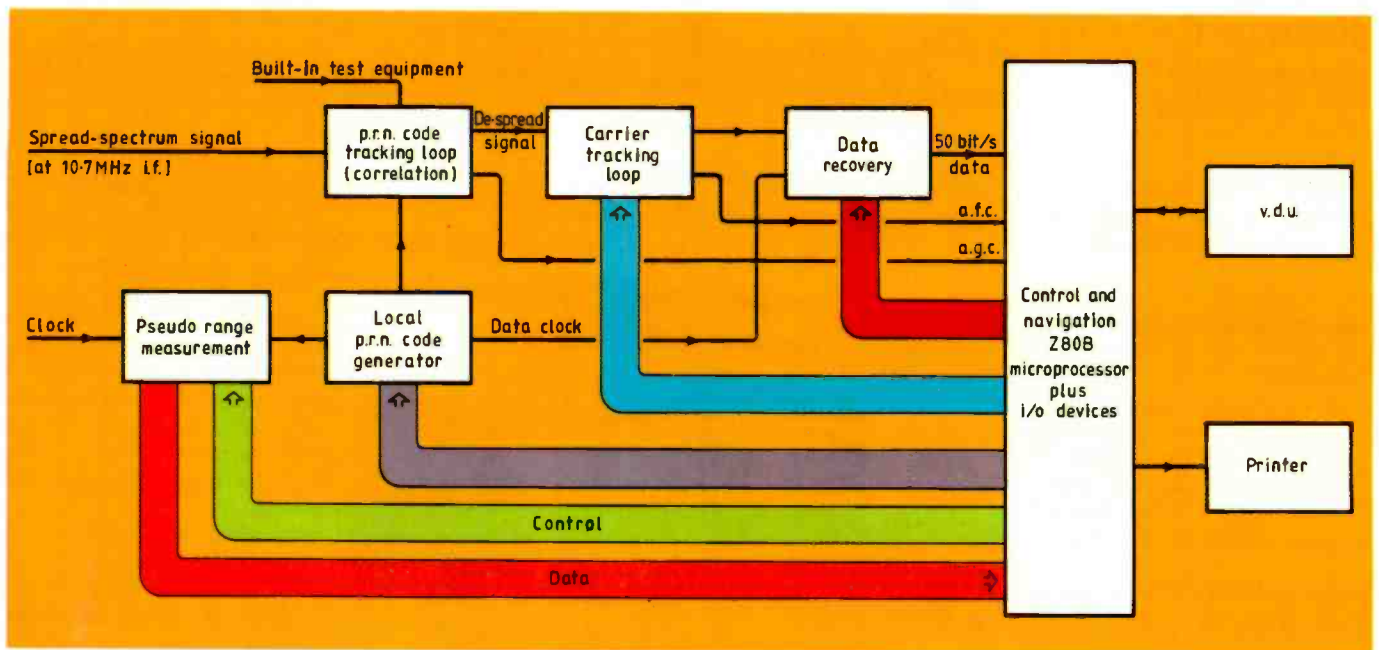 Built-in test equipment
Spread-spectrum signal
[at 10·7MHz i.f.]
p.r.n. code
tracking loop
(correlation)
De-spread
signal
Carrier
tracking
loop
Data
recovery
50 bit/s
data
a.f.c.
a.g.c.
v.d.u.
Clock
Pseudo range
measurement
Local
p.r.n. code
generator
Data clock
Control and
navigation
Z80B
microprocessor
plus
i/o devices
Printer
Control
Data